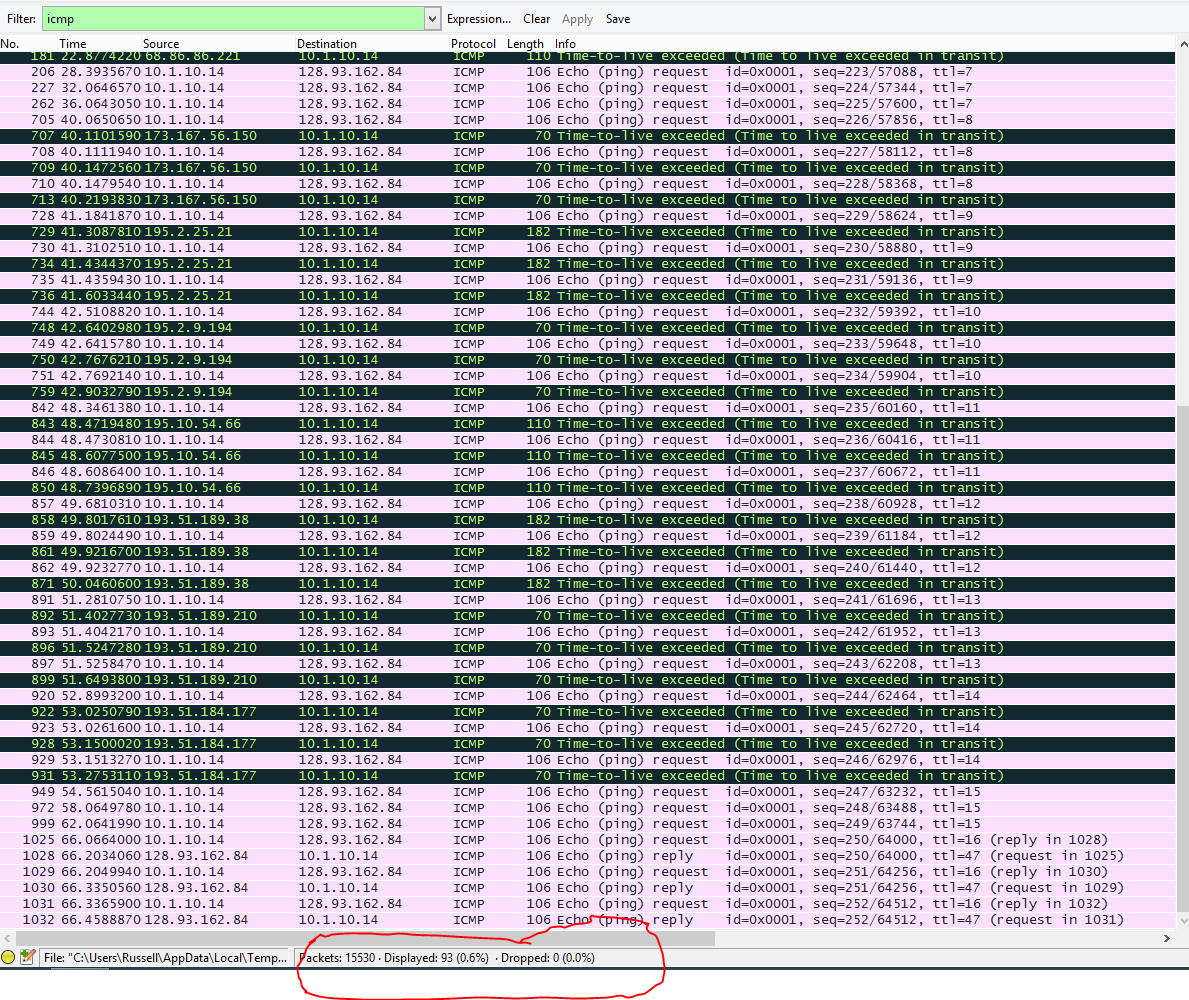 Filter: icmp Expression... Clear Apply Save
No. Time Source Destination Protocol Length Info
181 22.8774220 68.86.86.221 10.1.10.14 ICMP 110 Time-to-live exceeded (Time to live exceeded in transit)
206 28.3935670 10.1.10.14 128.93.162.84 ICMP 106 Echo (ping) request id=0x0001, seq=223/57088, ttl=7
227 32.0646570 10.1.10.14 128.93.162.84 ICMP 106 Echo (ping) request id=0x0001, seq=224/57344, ttl=7
262 36.0643050 10.1.10.14 128.93.162.84 ICMP 106 Echo (ping) request id=0x0001, seq=225/57600, ttl=7
705 40.0650650 10.1.10.14 128.93.162.84 ICMP 106 Echo (ping) request id=0x0001, seq=226/57856, ttl=8
707 40.1101590 173.167.56.150 10.1.10.14 ICMP 70 Time-to-live exceeded (Time to live exceeded in transit)
708 40.1111940 10.1.10.14 128.93.162.84 ICMP 106 Echo (ping) request id=0x0001, seq=227/58112, ttl=8
709 40.1472560 173.167.56.150 10.1.10.14 ICMP 70 Time-to-live exceeded (Time to live exceeded in transit)
710 40.1479540 10.1.10.14 128.93.162.84 ICMP 106 Echo (ping) request id=0x0001, seq=228/58368, ttl=8
713 40.2193830 173.167.56.150 10.1.10.14 ICMP 70 Time-to-live exceeded (Time to live exceeded in transit)
728 41.1841870 10.1.10.14 128.93.162.84 ICMP 106 Echo (ping) request id=0x0001, seq=229/58624, ttl=9
729 41.3087810 195.2.25.21 10.1.10.14 ICMP 182 Time-to-live exceeded (Time to live exceeded in transit)
730 41.3102510 10.1.10.14 128.93.162.84 ICMP 106 Echo (ping) request id=0x0001, seq=230/58880, ttl=9
734 41.4344370 195.2.25.21 10.1.10.14 ICMP 182 Time-to-live exceeded (Time to live exceeded in transit)
735 41.4359430 10.1.10.14 128.93.162.84 ICMP 106 Echo (ping) request id=0x0001, seq=231/59136, ttl=9
736 41.6033440 195.2.25.21 10.1.10.14 ICMP 182 Time-to-live exceeded (Time to live exceeded in transit)
744 42.5108820 10.1.10.14 128.93.162.84 ICMP 106 Echo (ping) request id=0x0001, seq=232/59392, ttl=10
748 42.6402980 195.2.9.194 10.1.10.14 ICMP 70 Time-to-live exceeded (Time to live exceeded in transit)
749 42.6415780 10.1.10.14 128.93.162.84 ICMP 106 Echo (ping) request id=0x0001, seq=233/59648, ttl=10
750 42.7676210 195.2.9.194 10.1.10.14 ICMP 70 Time-to-live exceeded (Time to live exceeded in transit)
751 42.7692140 10.1.10.14 128.93.162.84 ICMP 106 Echo (ping) request id=0x0001, seq=234/59904, ttl=10
759 42.9032790 195.2.9.194 10.1.10.14 ICMP 70 Time-to-live exceeded (Time to live exceeded in transit)
842 48.3461380 10.1.10.14 128.93.162.84 ICMP 106 Echo (ping) request id=0x0001, seq=235/60160, ttl=11
843 48.4719480 195.10.54.66 10.1.10.14 ICMP 110 Time-to-live exceeded (Time to live exceeded in transit)
844 48.4730810 10.1.10.14 128.93.162.84 ICMP 106 Echo (ping) request id=0x0001, seq=236/60416, ttl=11
845 48.6077500 195.10.54.66 10.1.10.14 ICMP 110 Time-to-live exceeded (Time to live exceeded in transit)
846 48.6086400 10.1.10.14 128.93.162.84 ICMP 106 Echo (ping) request id=0x0001, seq=237/60672, ttl=11
850 48.7396890 195.10.54.66 10.1.10.14 ICMP 110 Time-to-live exceeded (Time to live exceeded in transit)
857 49.6810310 10.1.10.14 128.93.162.84 ICMP 106 Echo (ping) request id=0x0001, seq=238/60928, ttl=12
858 49.8017610 193.51.189.38 10.1.10.14 ICMP 182 Time-to-live exceeded (Time to live exceeded in transit)
859 49.8024490 10.1.10.14 128.93.162.84 ICMP 106 Echo (ping) request id=0x0001, seq=239/61184, ttl=12
861 49.9216700 193.51.189.38 10.1.10.14 ICMP 182 Time-to-live exceeded (Time to live exceeded in transit)
862 49.9232770 10.1.10.14 128.93.162.84 ICMP 106 Echo (ping) request id=0x0001, seq=240/61440, ttl=12
871 50.0460600 193.51.189.38 10.1.10.14 ICMP 182 Time-to-live exceeded (Time to live exceeded in transit)
891 51.2810750 10.1.10.14 128.93.162.84 ICMP 106 Echo (ping) request id=0x0001, seq=241/61696, ttl=13
892 51.4027730 193.51.189.210 10.1.10.14 ICMP 70 Time-to-live exceeded (Time to live exceeded in transit)
893 51.4042170 10.1.10.14 128.93.162.84 ICMP 106 Echo (ping) request id=0x0001, seq=242/61952, ttl=13
896 51.5247280 193.51.189.210 10.1.10.14 ICMP 70 Time-to-live exceeded (Time to live exceeded in transit)
897 51.5258470 10.1.10.14 128.93.162.84 ICMP 106 Echo (ping) request id=0x0001, seq=243/62208, ttl=13
899 51.6493800 193.51.189.210 10.1.10.14 ICMP 70 Time-to-live exceeded (Time to live exceeded in transit)
920 52.8993200 10.1.10.14 128.93.162.84 ICMP 106 Echo (ping) request id=0x0001, seq=244/62464, ttl=14
922 53.0250790 193.51.184.177 10.1.10.14 ICMP 70 Time-to-live exceeded (Time to live exceeded in transit)
923 53.0261600 10.1.10.14 128.93.162.84 ICMP 106 Echo (ping) request id=0x0001, seq=245/62720, ttl=14
928 53.1500020 193.51.184.177 10.1.10.14 ICMP 70 Time-to-live exceeded (Time to live exceeded in transit)
929 53.1513270 10.1.10.14 128.93.162.84 ICMP 106 Echo (ping) request id=0x0001, seq=246/62976, ttl=14
931 53.2753110 193.51.184.177 10.1.10.14 ICMP 70 Time-to-live exceeded (Time to live exceeded in transit)
949 54.5615040 10.1.10.14 128.93.162.84 ICMP 106 Echo (ping) request id=0x0001, seq=247/63232, ttl=15
972 58.0649780 10.1.10.14 128.93.162.84 ICMP 106 Echo (ping) request id=0x0001, seq=248/63488, ttl=15
999 62.0641990 10.1.10.14 128.93.162.84 ICMP 106 Echo (ping) request id=0x0001, seq=249/63744, ttl=15
1025 66.0664000 10.1.10.14 128.93.162.84 ICMP 106 Echo (ping) request id=0x0001, seq=250/64000, ttl=16 (reply in 1028)
1028 66.2034060 128.93.162.84 10.1.10.14 ICMP 106 Echo (ping) reply id=0x0001, seq=250/64000, ttl=47 (request in 1025)
1029 66.2049940 10.1.10.14 128.93.162.84 ICMP 106 Echo (ping) request id=0x0001, seq=251/64256, ttl=16 (reply in 1030)
1030 66.3350560 128.93.162.84 10.1.10.14 ICMP 106 Echo (ping) reply id=0x0001, seq=251/64256, ttl=47 (request in 1029)
1031 66.3365900 10.1.10.14 128.93.162.84 ICMP 106 Echo (ping) request id=0x0001, seq=252/64512, ttl=16 (reply in 1032)
1032 66.4588870 128.93.162.84 10.1.10.14 ICMP 106 Echo (ping) reply id=0x0001, seq=252/64512, ttl=47 (request in 1031)
File: "C:\Users\Russell\AppData\Local\Temp... Packets: 15530 · Displayed: 93 (0.6%) · Dropped: 0 (0.0%)